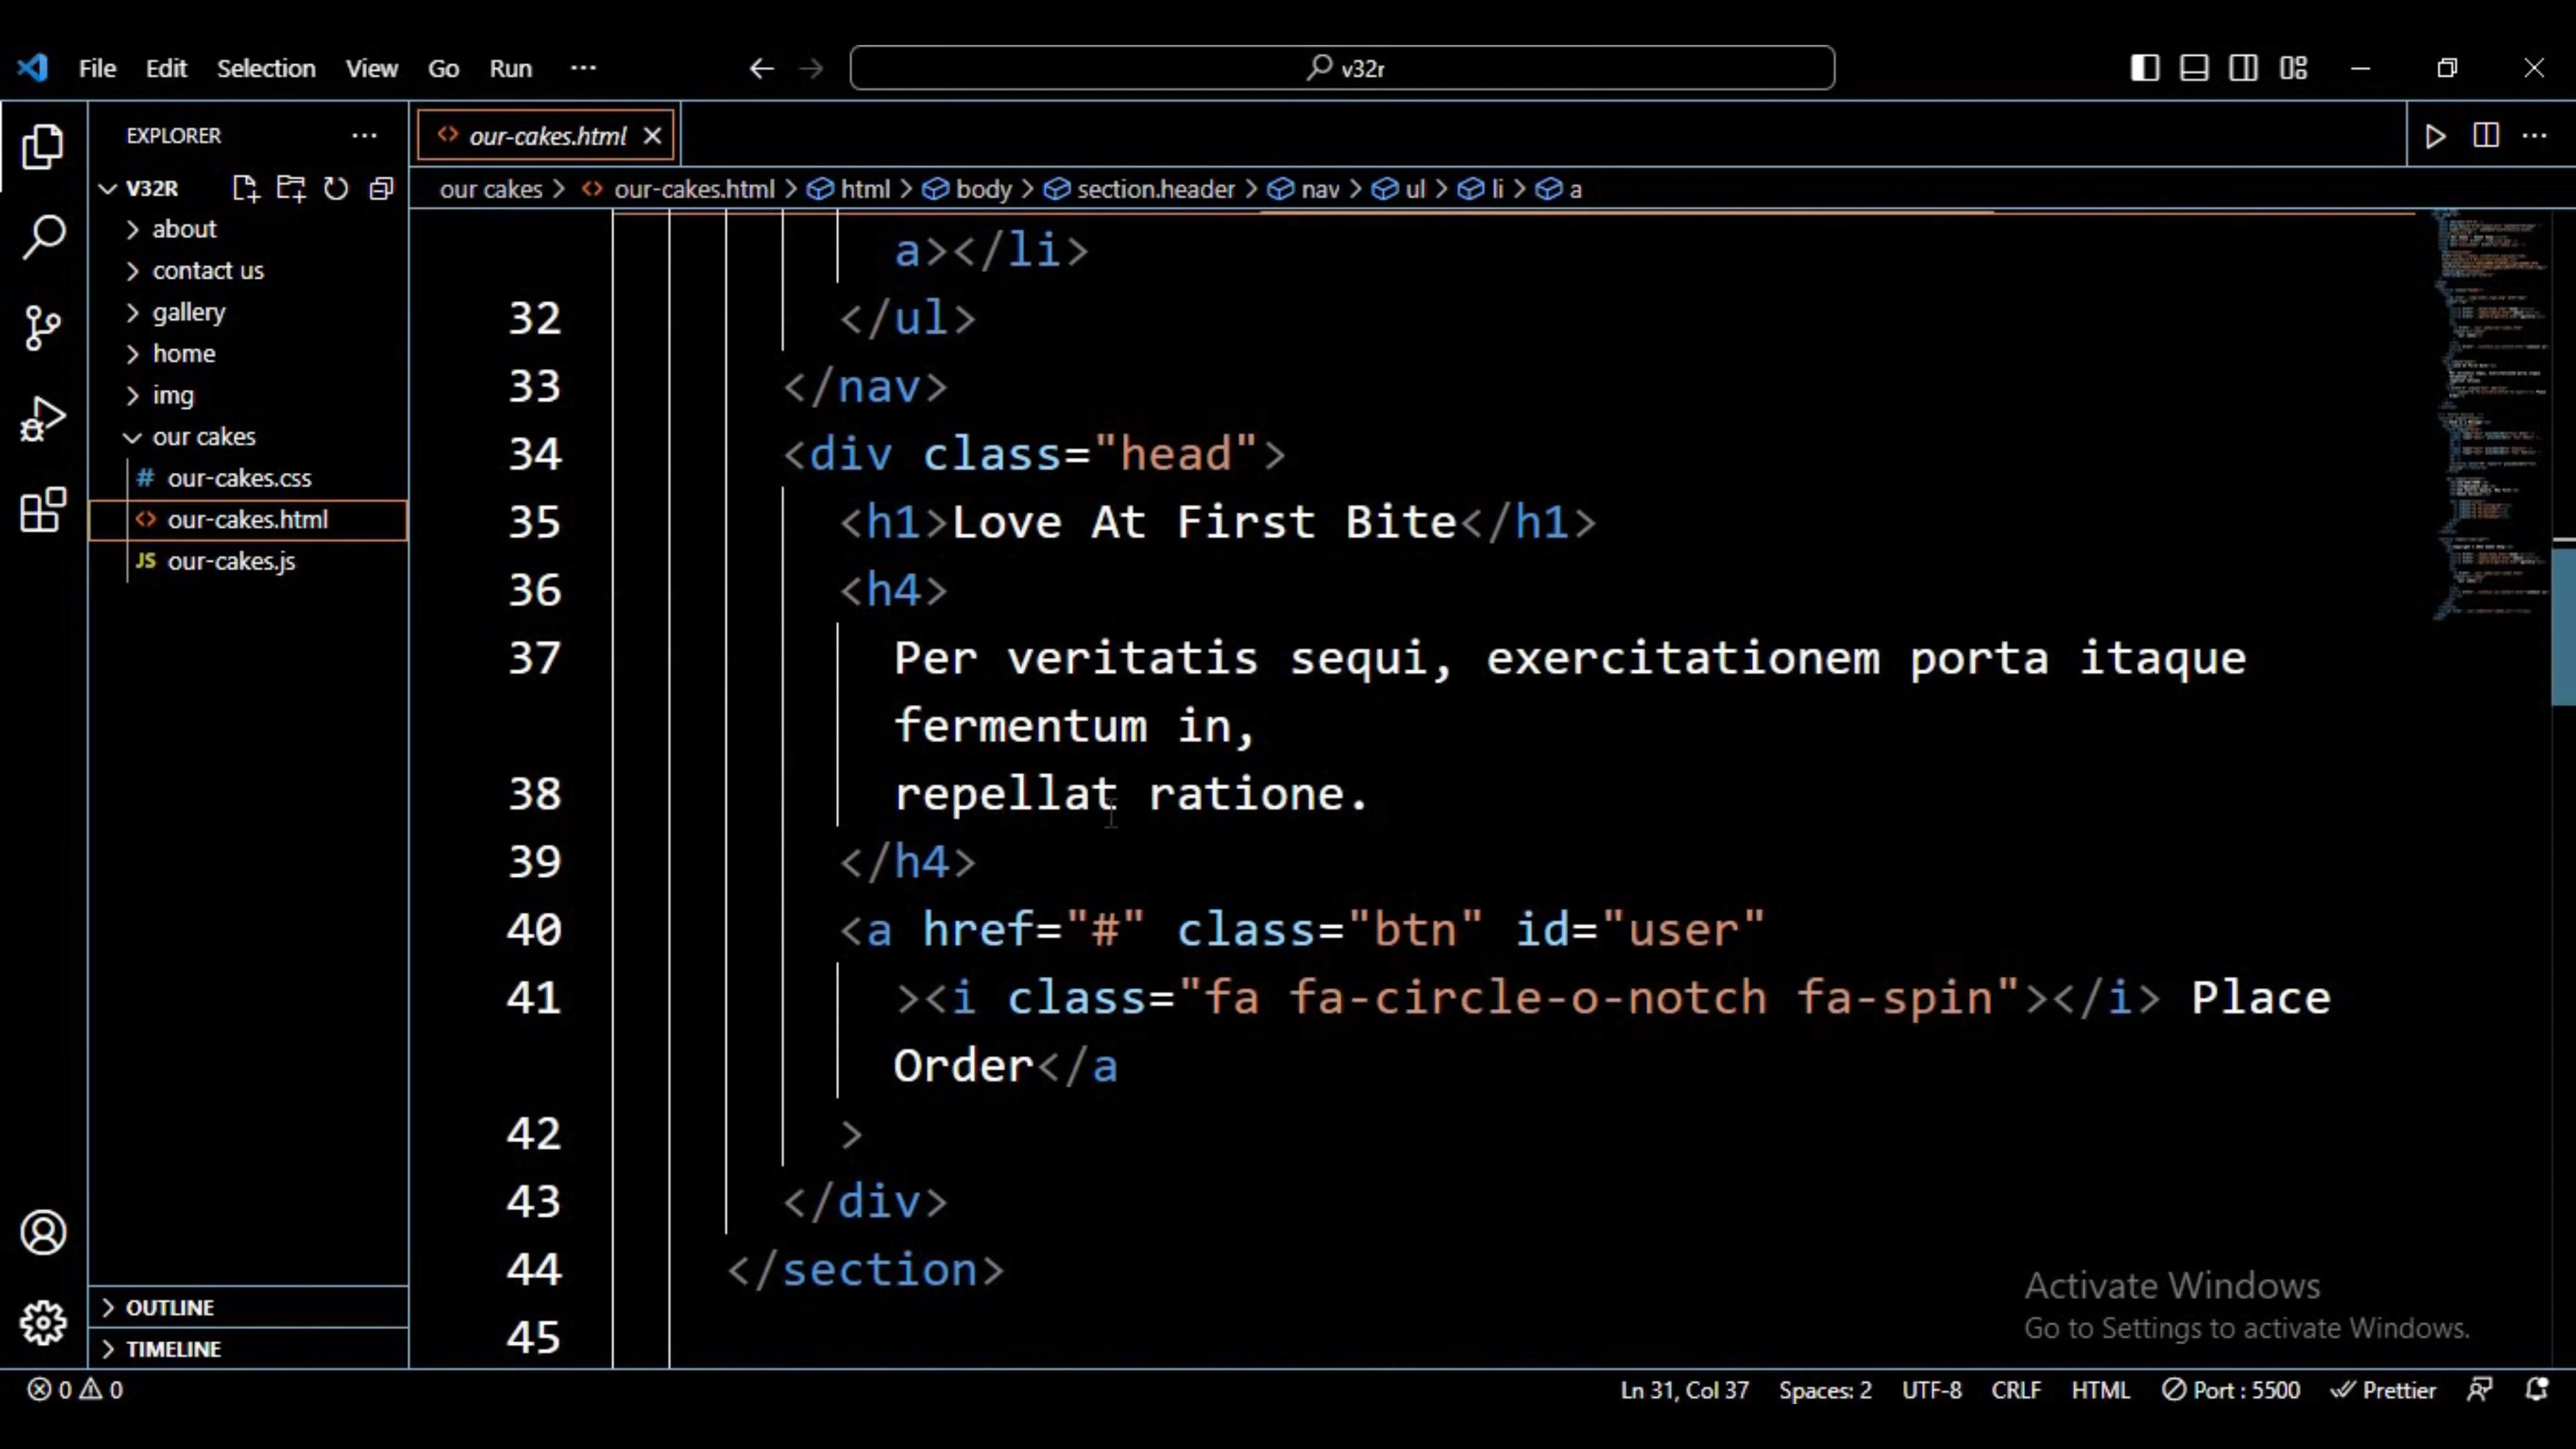 File Edit Selection View Go Run ··· v32r
EXPLORER ···
V32R
about
contact us
gallery
home
img
our cakes
# our-cakes.css
<> our-cakes.html
JS our-cakes.js
OUTLINE
TIMELINE
<> our-cakes.html
our cakes > <> our-cakes.html > html > body > section.header > nav > ul > li > a
a></li>
32 </ul>
33 </nav>
34 <div class="head">
35 <h1>Love At First Bite</h1>
36 <h4>
37 Per veritatis sequi, exercitationem porta itaque
fermentum in,
38 repellat ratione.
39 </h4>
40 <a href="#" class="btn" id="user"
41 ><i class="fa fa-circle-o-notch fa-spin"></i> Place
Order</a
42 >
43 </div>
44 </section>
45
Activate Windows
Go to Settings to activate Windows.
0 0 Ln 31, Col 37 Spaces: 2 UTF-8 CRLF HTML Port : 5500 Prettier